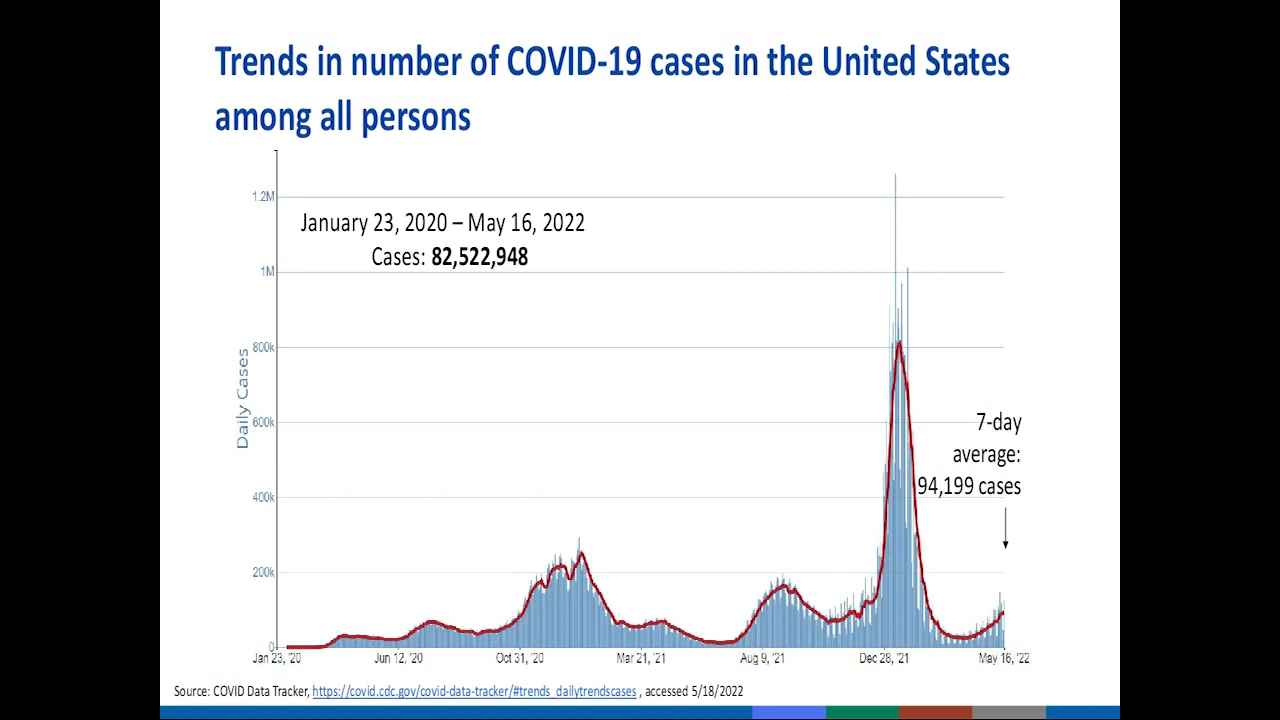 Trends in number of COVID-19 cases in the United States
among all persons
1.2M
January 23, 2020 – May 16, 2022
Cases: 82,522,948
1M
800k
Daily Cases
600k
7-day
average:
94,199 cases
400k
200k
0
Jan 23, '20 Jun 12, '20 Oct 31, '20 Mar 21, '21 Aug 9, '21 Dec 28, '21 May 16, '22
Source: COVID Data Tracker, https://covid.cdc.gov/covid-data-tracker/#trends_dailytrendscases , accessed 5/18/2022